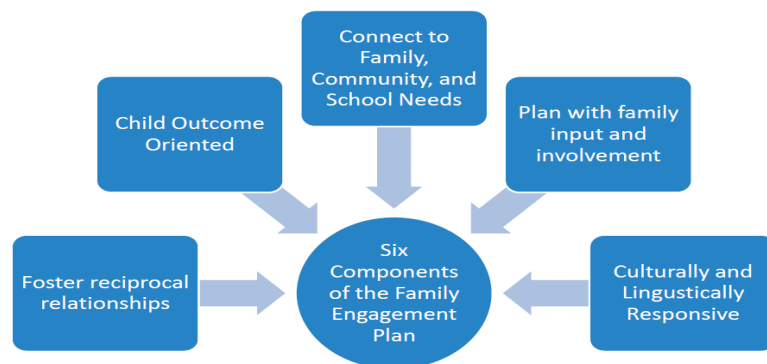 Connect to
Family,
Community, and
School Needs
Child Outcome
Oriented
Plan with family
input and
involvement
Foster reciprocal
relationships
Six
Components
of the Family
Engagement
Plan
Culturally and
Lingustically
Responsive